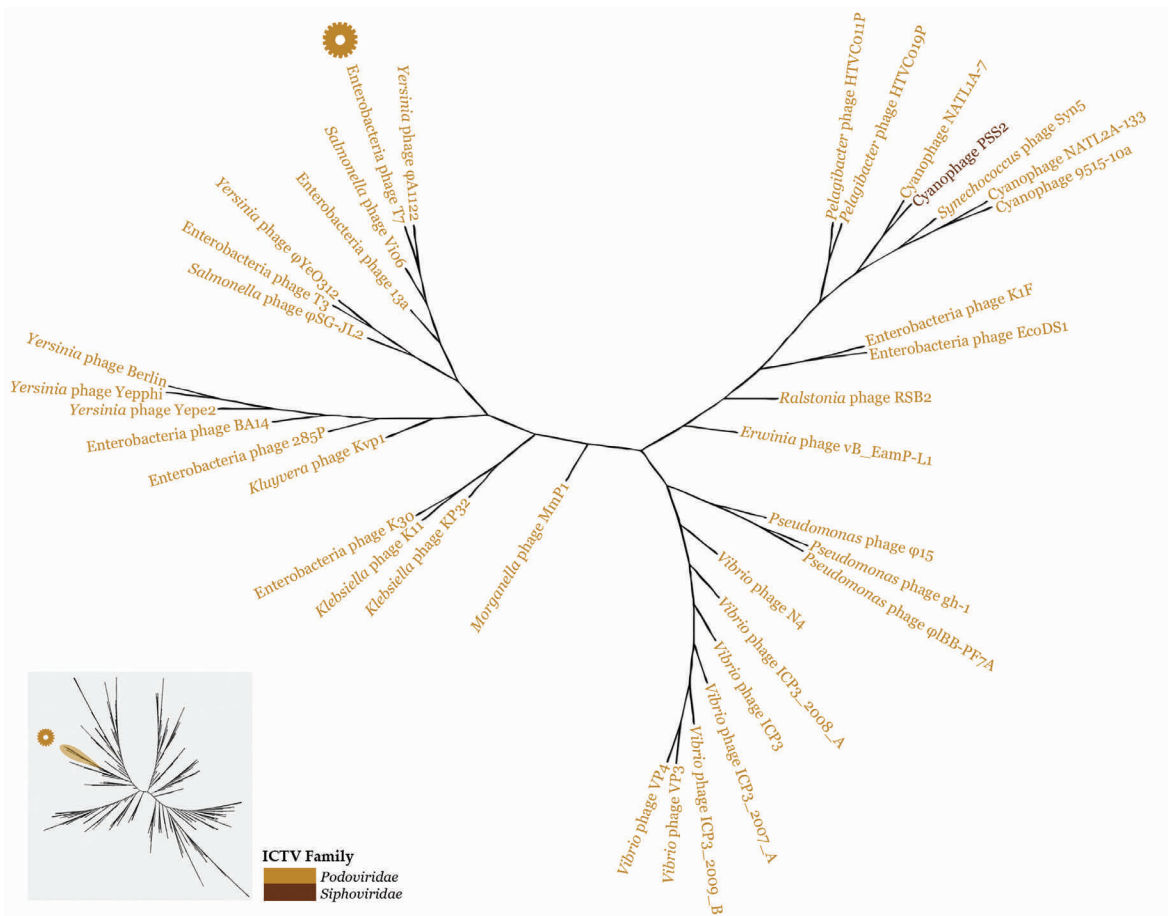 Enterobacteria phage T7
Yersinia phage φA1122
Salmonella phage Vi06
Enterobacteria phage 13a
Yersinia phage φYeO312
Enterobacteria phage T3
Salmonella phage φSG-JL2
Yersinia phage Berlin
Yersinia phage Yepphi
Yersinia phage Yepe2
Enterobacteria phage BA14
Enterobacteria phage 285P
Kluyvera phage Kvp1
Enterobacteria phage K30
Klebsiella phage K11
Klebsiella phage KP32
Morganella phage MmP1
Pelagibacter phage HTVC011P
Pelagibacter phage HTVC019P
Cyanophage NATL1A-7
Cyanophage PSS2
Synechococcus phage Syn5
Cyanophage NATL2A-133
Cyanophage 9515-10a
Enterobacteria phage K1F
Enterobacteria phage EcoDS1
Ralstonia phage RSB2
Erwinia phage vB_EamP-L1
Pseudomonas phage φ15
Pseudomonas phage gh-1
Pseudomonas phage φIBB-PF7A
Vibrio phage N4
Vibrio phage ICP3_2008_A
Vibrio phage ICP3
Vibrio phage ICP3_2007_A
Vibrio phage ICP3_2009_B
Vibrio phage VP3
Vibrio phage VP4
ICTV Family
Podoviridae
Siphoviridae